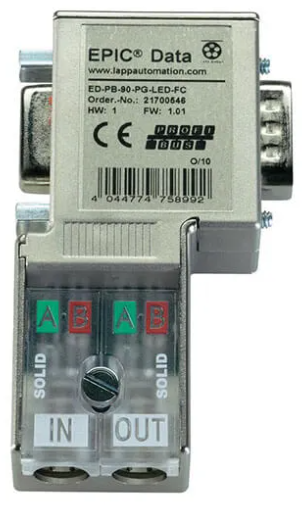 EPIC® Data
www.lappautomation.com
ED-PB-90-PG-LED-FC
Order.-No.: 21700546
HW: 1 FW: 1.01
CE PROFI
BUS
O/10
4 044774 758992
A B A B
SOLID SOLID
IN OUT